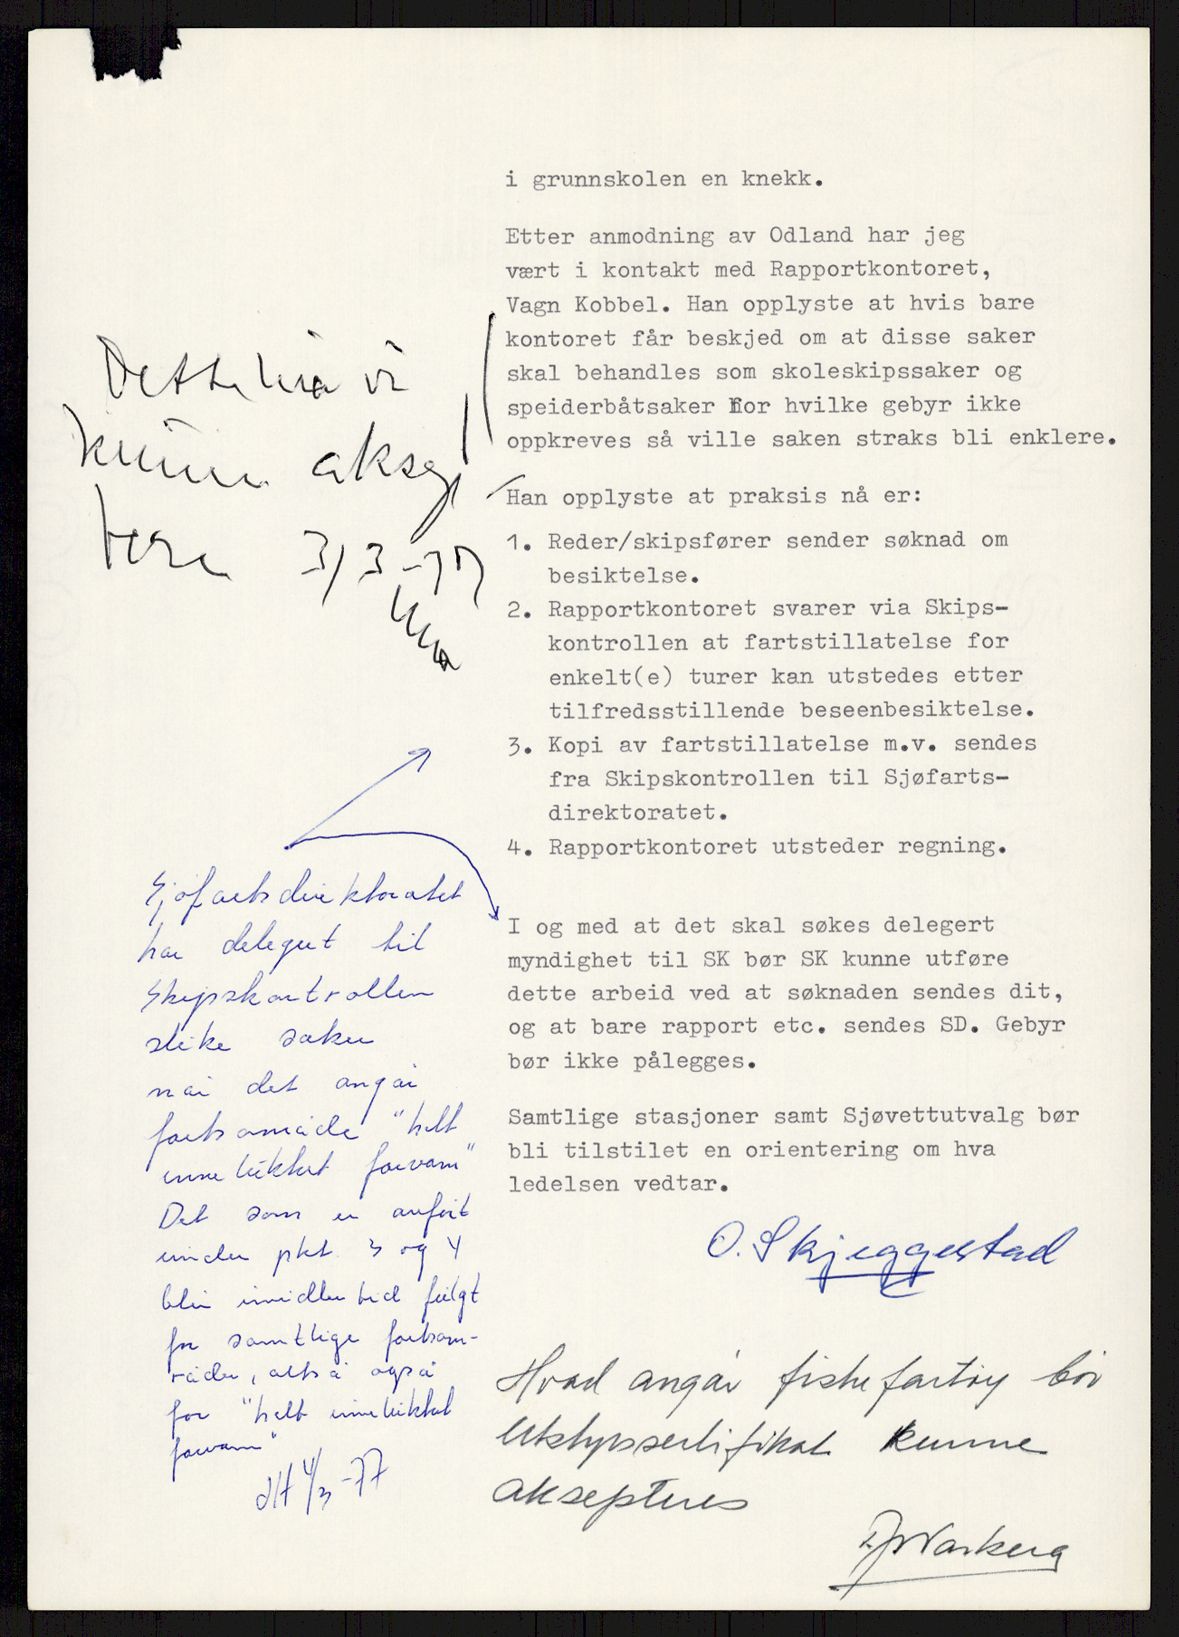 i grunnskolen en knekk.
Etter anmodning av Odland har jeg
vært i kontakt med Rapportkontoret,
Vagn Kobbel. Han opplyste at hvis bare
kontoret får beskjed om at disse saker
skal behandles som skoleskipssaker og
speiderbåtsaker for hvilke gebyr ikke
oppkreves så ville saken straks bli enklere.
Dette må vi
kunne aksep
tere 3/3-77
Han opplyste at praksis nå er:
1. Reder/skipsfører sender søknad om
besiktelse.
2. Rapportkontoret svarer via Skips-
kontrollen at fartstillatelse for
enkelt(e) turer kan utstedes etter
tilfredsstillende beseenbesiktelse.
3. Kopi av fartstillatelse m.v. sendes
fra Skipskontrollen til Sjøfarts-
direktoratet.
4. Rapportkontoret utsteder regning.
Sjøfartsdirektoratet
har delegert til
Skipskontrollen
slike saker
når det angår
fartsområde "helt
innelukket farvann"
Det som er anført
under pkt 3 og 4
blir imidlertid fulgt
for samtlige fartsom-
råder, altså også
for "helt innelukket
farvann"
4/3-77
I og med at det skal søkes delegert
myndighet til SK bør SK kunne utføre
dette arbeid ved at søknaden sendes dit,
og at bare rapport etc. sendes SD. Gebyr
bør ikke pålegges.
Samtlige stasjoner samt Sjøvettutvalg bør
bli tilstilet en orientering om hva
ledelsen vedtar.
O. Skjeggestad
Hvad angår fiskefartøy bør
Utstyrssertifikat kunne
aksepteres